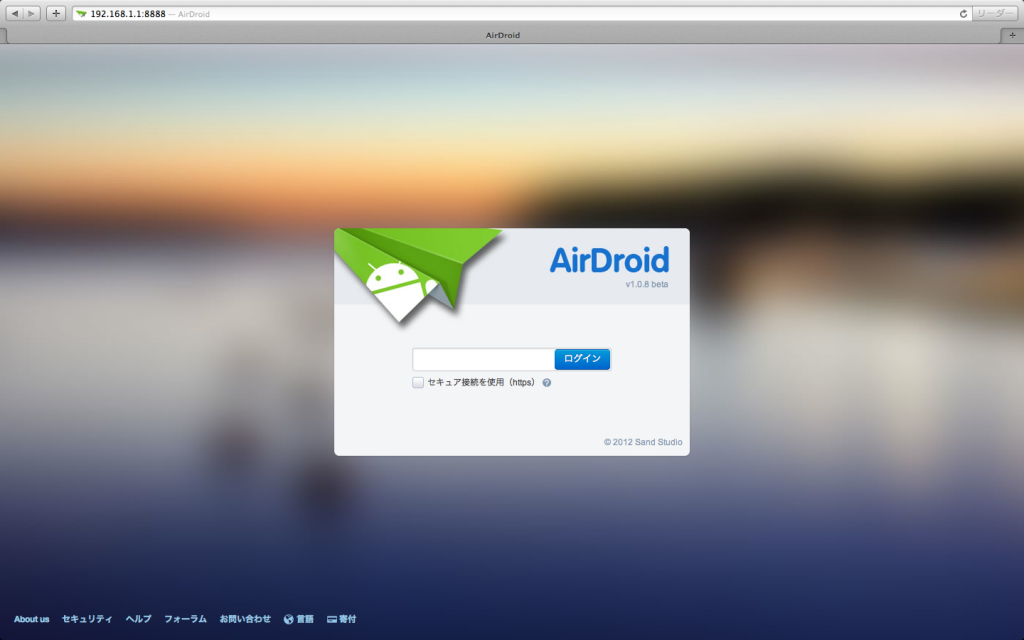 192.168.1.1:8888 — AirDroid
リーダー
AirDroid
AirDroid
v1.0.8 beta
ログイン
セキュア接続を使用（https）
© 2012 Sand Studio
About us セキュリティ ヘルプ フォーラム お問い合わせ 言語 寄付